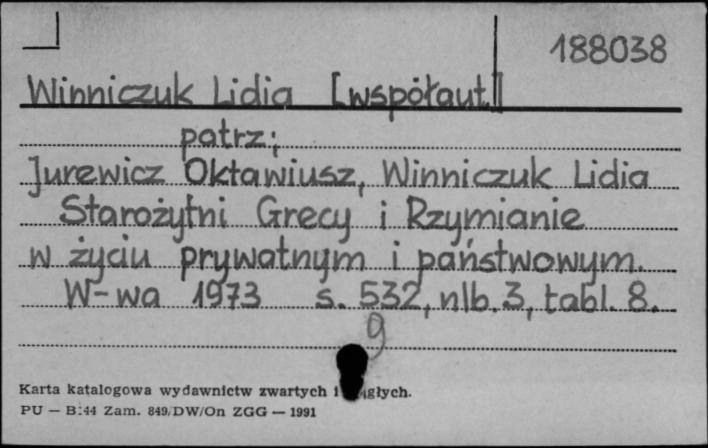 188038
Winniczuk Lidia [współaut.]
patrz;
Jurewicz Oktawiusz, Winniczuk Lidia
Starożytni Grecy i Rzymianie
w życiu prywatnym i państwowym.
W-wa 1973 s. 532, nlb. 3, tabl. 8.
g
Karta katalogowa wydawnictw zwartych i
PU — B:44 Zam. 849/DW/On ZGG — 1991